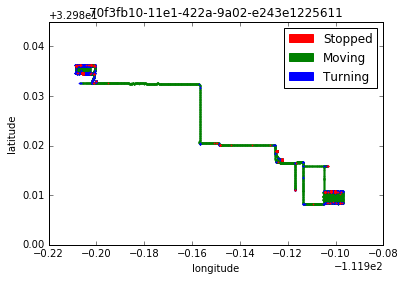 70f3fb10-11e1-422a-9a02-e243e1225611
+3.298e1
0.04
0.03
0.02
0.01
0.00
latitude
Stopped
Moving
Turning
−0.22 −0.20 −0.18 −0.16 −0.14 −0.12 −0.10 −0.08
longitude
−1.119e2